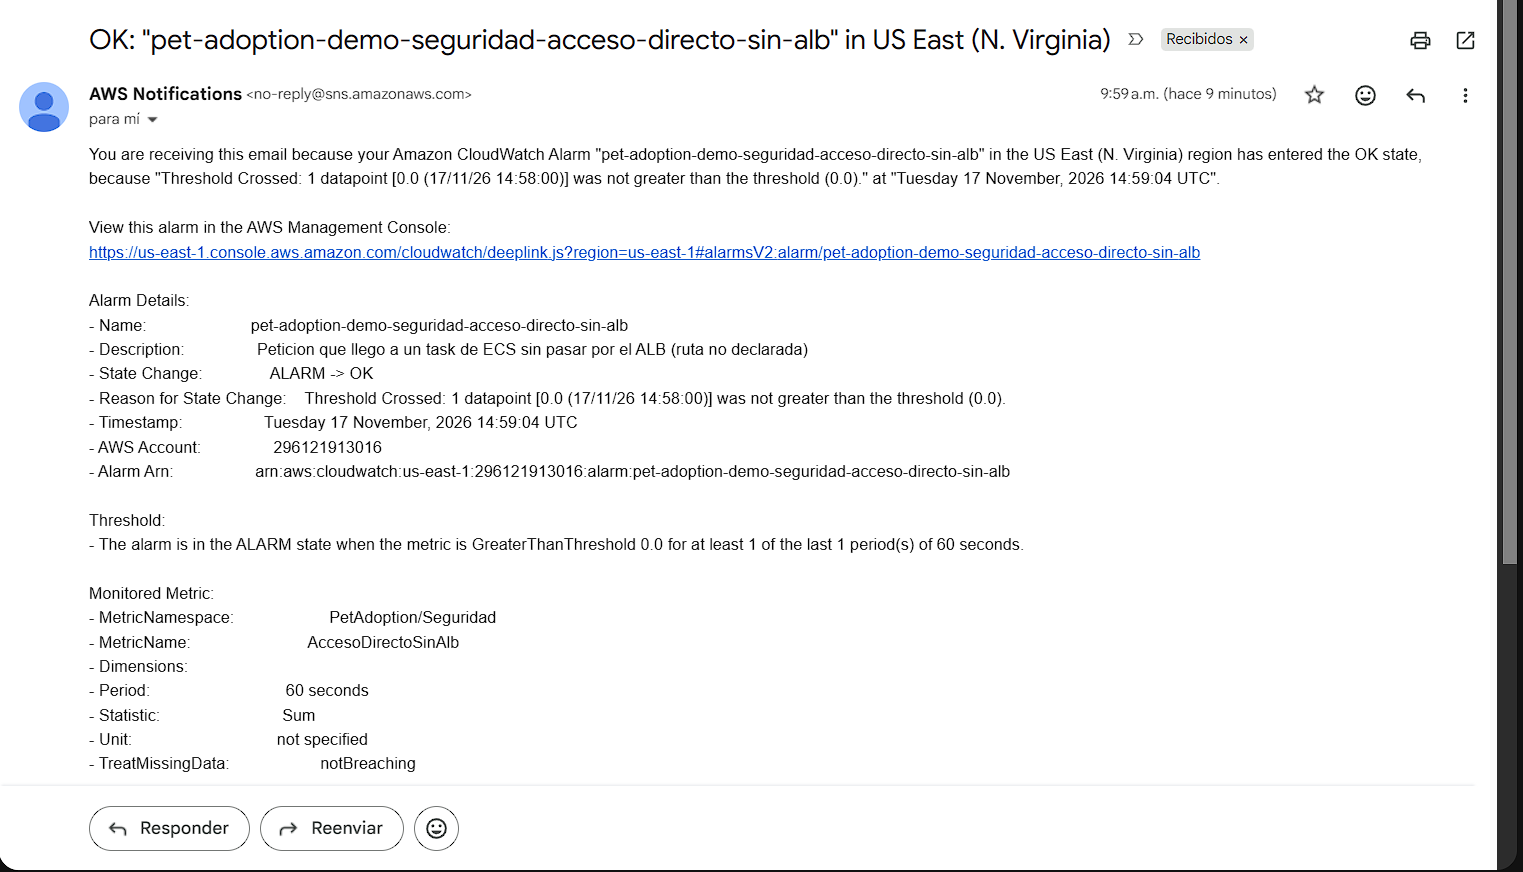 OK: "pet-adoption-demo-seguridad-acceso-directo-sin-alb" in US East (N. Virginia) Recibidos ×
AWS Notifications <no-reply@sns.amazonaws.com> 9:59 a.m. (hace 9 minutos)
para mí
You are receiving this email because your Amazon CloudWatch Alarm "pet-adoption-demo-seguridad-acceso-directo-sin-alb" in the US East (N. Virginia) region has entered the OK state,
because "Threshold Crossed: 1 datapoint [0.0 (17/11/26 14:58:00)] was not greater than the threshold (0.0)." at "Tuesday 17 November, 2026 14:59:04 UTC".
View this alarm in the AWS Management Console:
https://us-east-1.console.aws.amazon.com/cloudwatch/deeplink.js?region=us-east-1#alarmsV2:alarm/pet-adoption-demo-seguridad-acceso-directo-sin-alb
Alarm Details:
- Name: pet-adoption-demo-seguridad-acceso-directo-sin-alb
- Description: Peticion que llego a un task de ECS sin pasar por el ALB (ruta no declarada)
- State Change: ALARM -> OK
- Reason for State Change: Threshold Crossed: 1 datapoint [0.0 (17/11/26 14:58:00)] was not greater than the threshold (0.0).
- Timestamp: Tuesday 17 November, 2026 14:59:04 UTC
- AWS Account: 296121913016
- Alarm Arn: arn:aws:cloudwatch:us-east-1:296121913016:alarm:pet-adoption-demo-seguridad-acceso-directo-sin-alb
Threshold:
- The alarm is in the ALARM state when the metric is GreaterThanThreshold 0.0 for at least 1 of the last 1 period(s) of 60 seconds.
Monitored Metric:
- MetricNamespace: PetAdoption/Seguridad
- MetricName: AccesoDirectoSinAlb
- Dimensions:
- Period: 60 seconds
- Statistic: Sum
- Unit: not specified
- TreatMissingData: notBreaching
Responder Reenviar